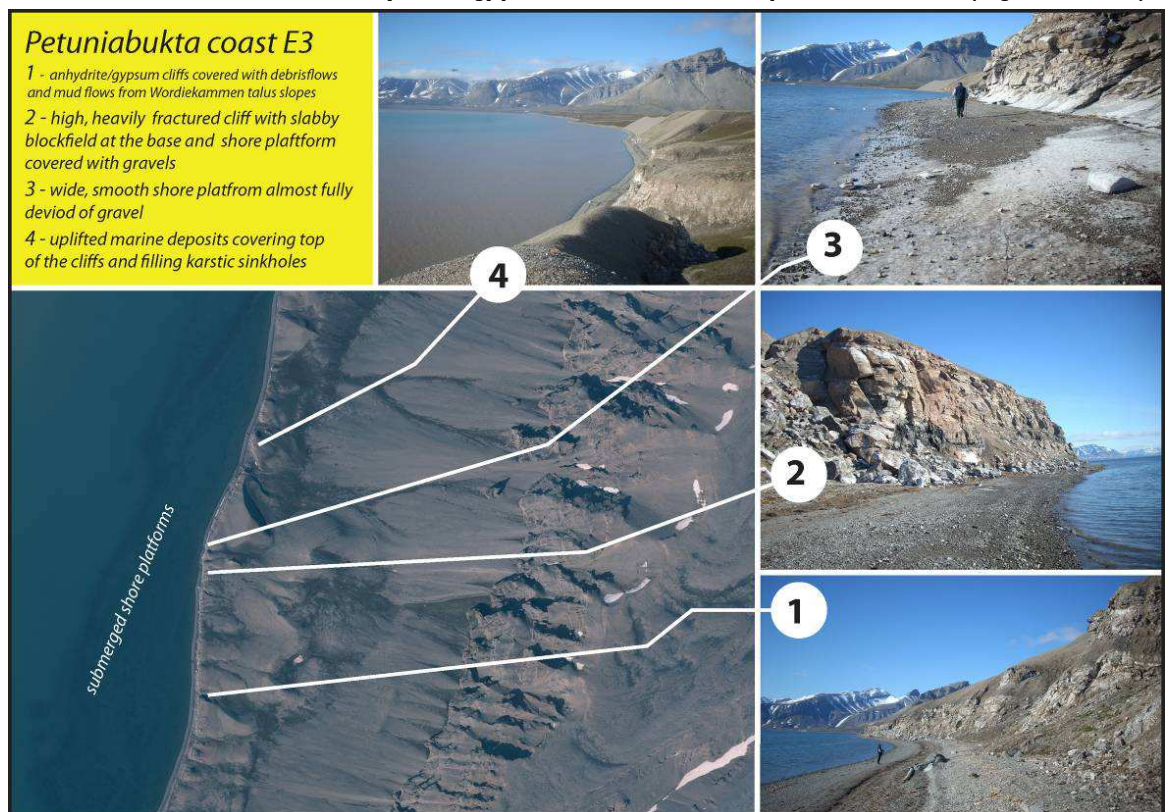 Petuniabukta coast E3
1 - anhydrite/gypsum cliffs covered with debrisflows
and mud flows from Wordiekammen talus slopes
2 - high, heavily fractured cliff with slabby
blockfield at the base and shore plaftform
covered with gravels
3 - wide, smooth shore platfrom almost fully
deviod of gravel
4 - uplifted marine deposits covering top
of the cliffs and filling karstic sinkholes
4
3
2
1
submerged shore platforms